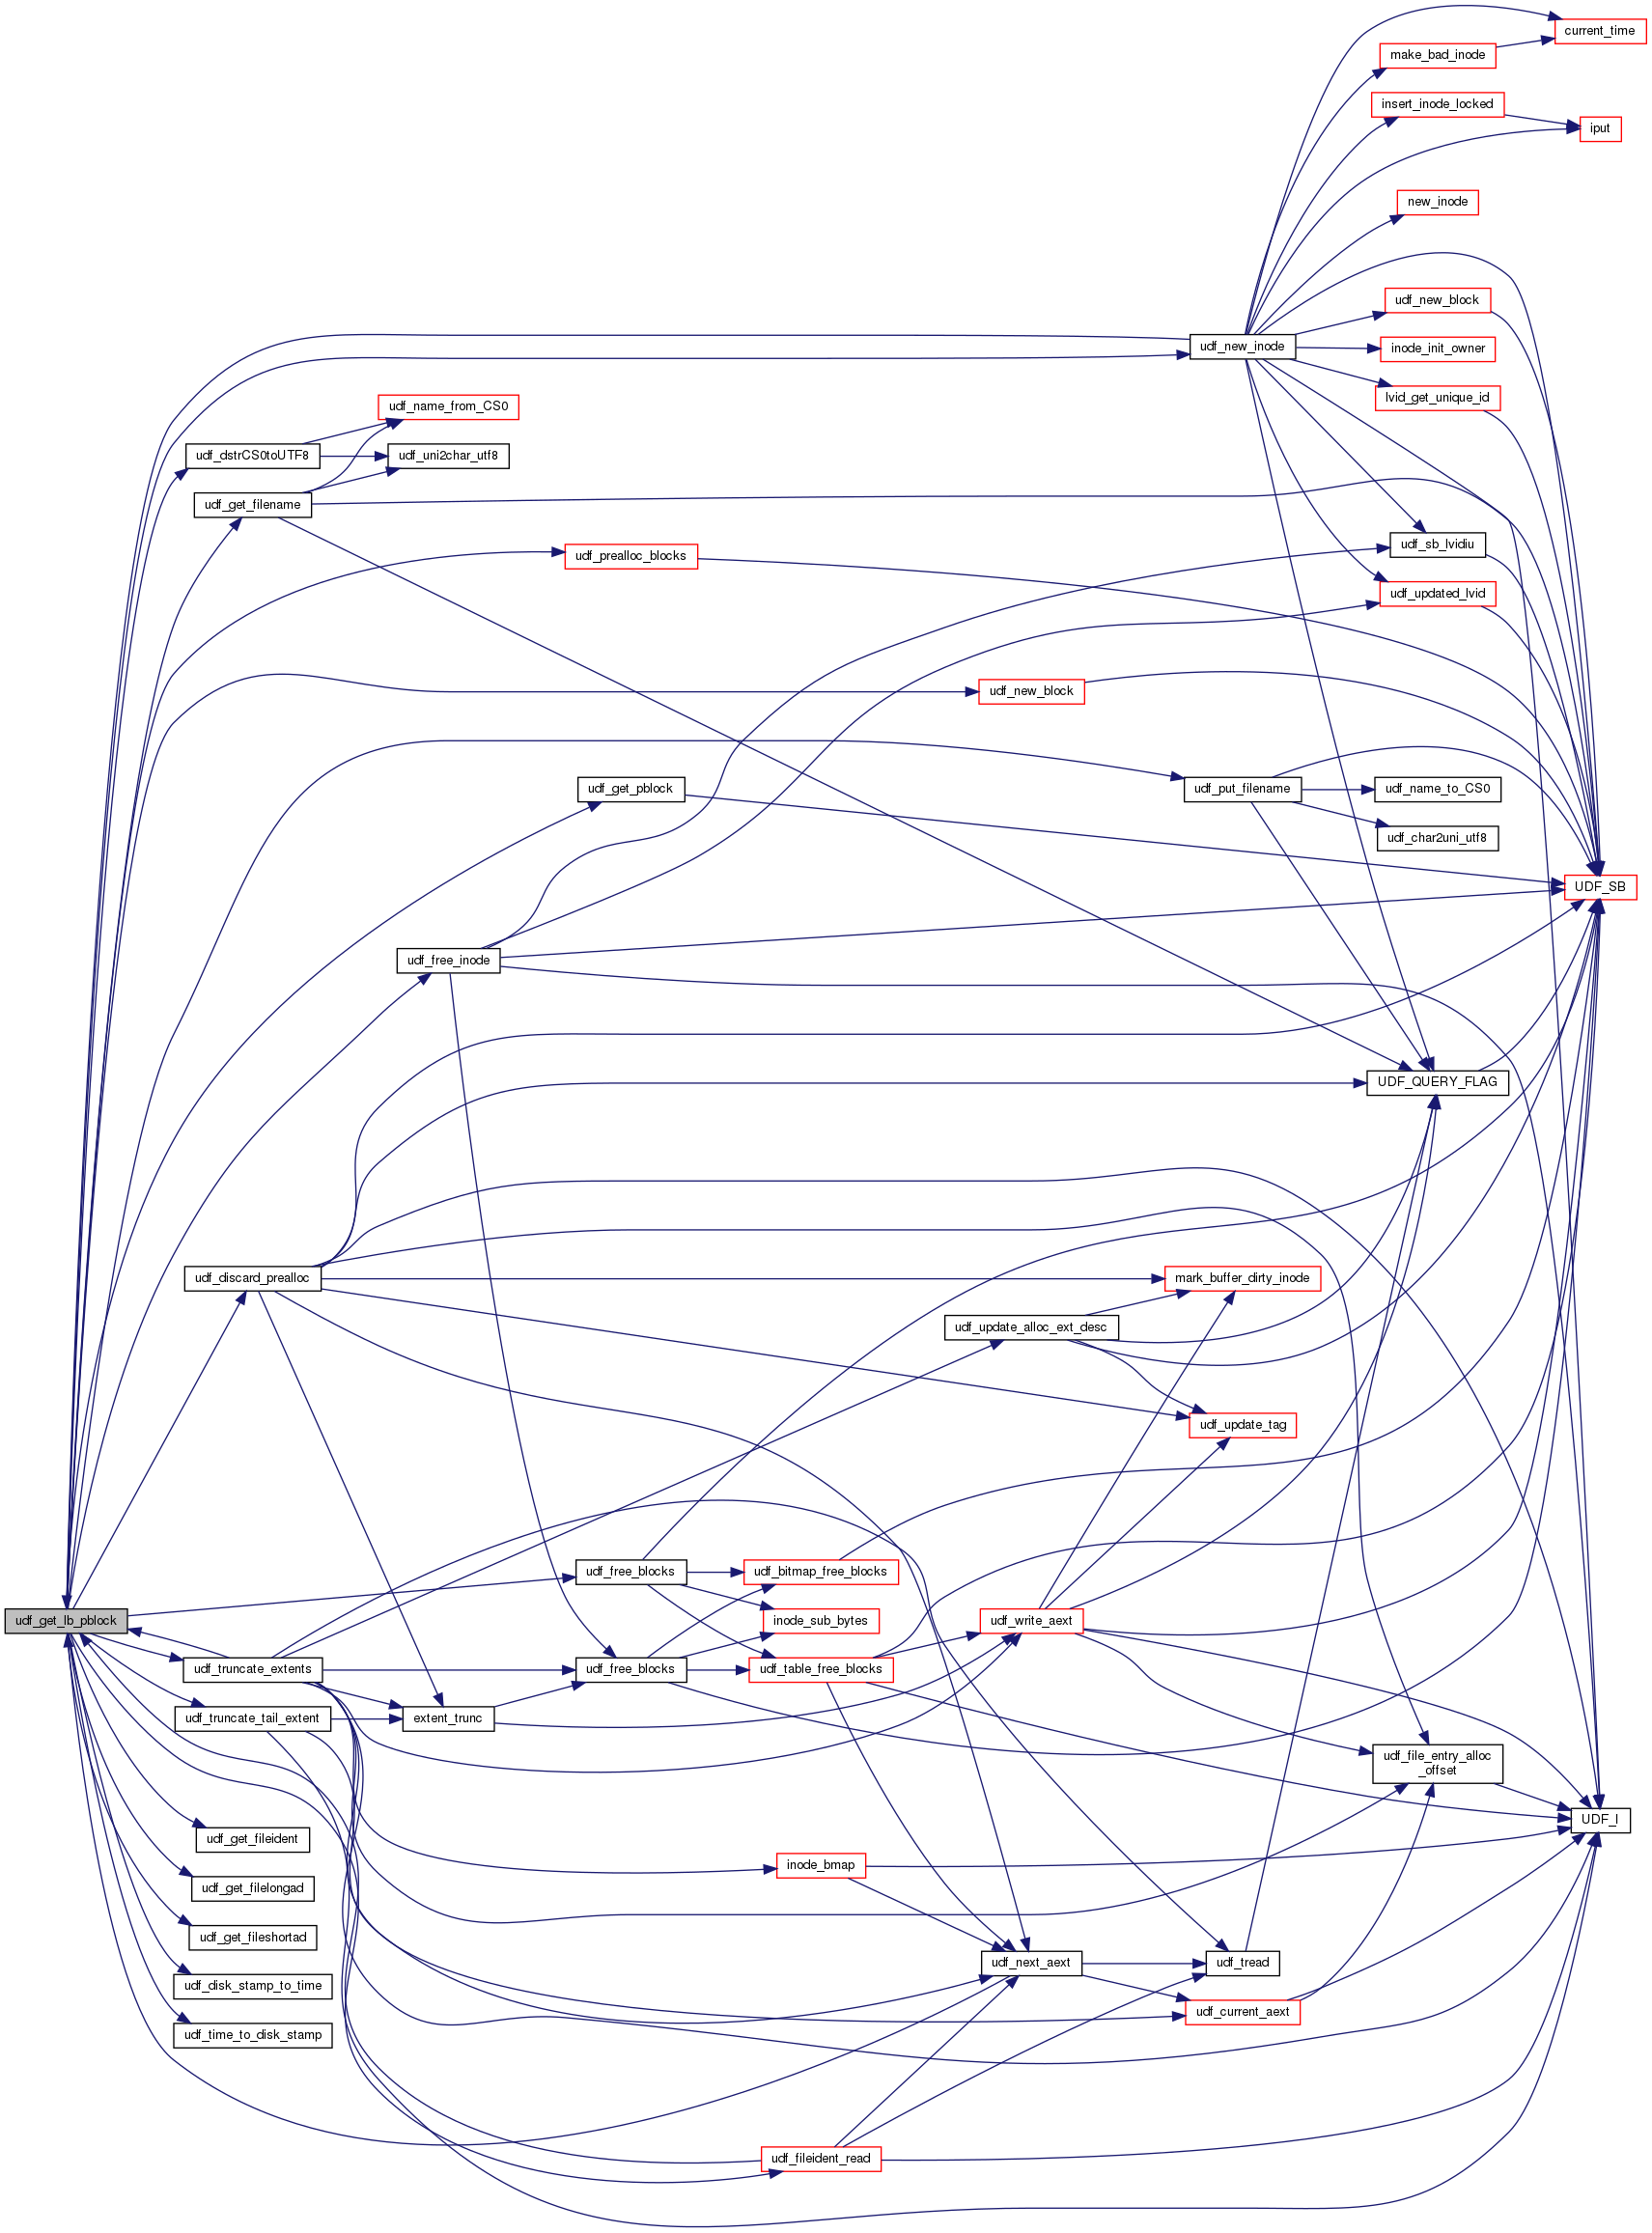 current_time
make_bad_inode
insert_inode_locked
iput
new_inode
udf_new_block
udf_new_inode
inode_init_owner
lvid_get_unique_id
udf_name_from_CS0
udf_dstrCS0toUTF8
udf_uni2char_utf8
udf_get_filename
udf_sb_lvidiu
udf_prealloc_blocks
udf_updated_lvid
udf_new_block
udf_get_pblock
udf_put_filename
udf_name_to_CS0
udf_char2uni_utf8
UDF_SB
udf_free_inode
UDF_QUERY_FLAG
udf_discard_prealloc
mark_buffer_dirty_inode
udf_update_alloc_ext_desc
udf_update_tag
udf_free_blocks
udf_bitmap_free_blocks
udf_get_lb_pblock
inode_sub_bytes
udf_write_aext
udf_truncate_extents
udf_free_blocks
udf_table_free_blocks
udf_truncate_tail_extent
extent_trunc
udf_file_entry_alloc
_offset
UDF_I
udf_get_fileident
inode_bmap
udf_get_filelongad
udf_get_fileshortad
udf_next_aext
udf_tread
udf_disk_stamp_to_time
udf_current_aext
udf_time_to_disk_stamp
udf_fileident_read